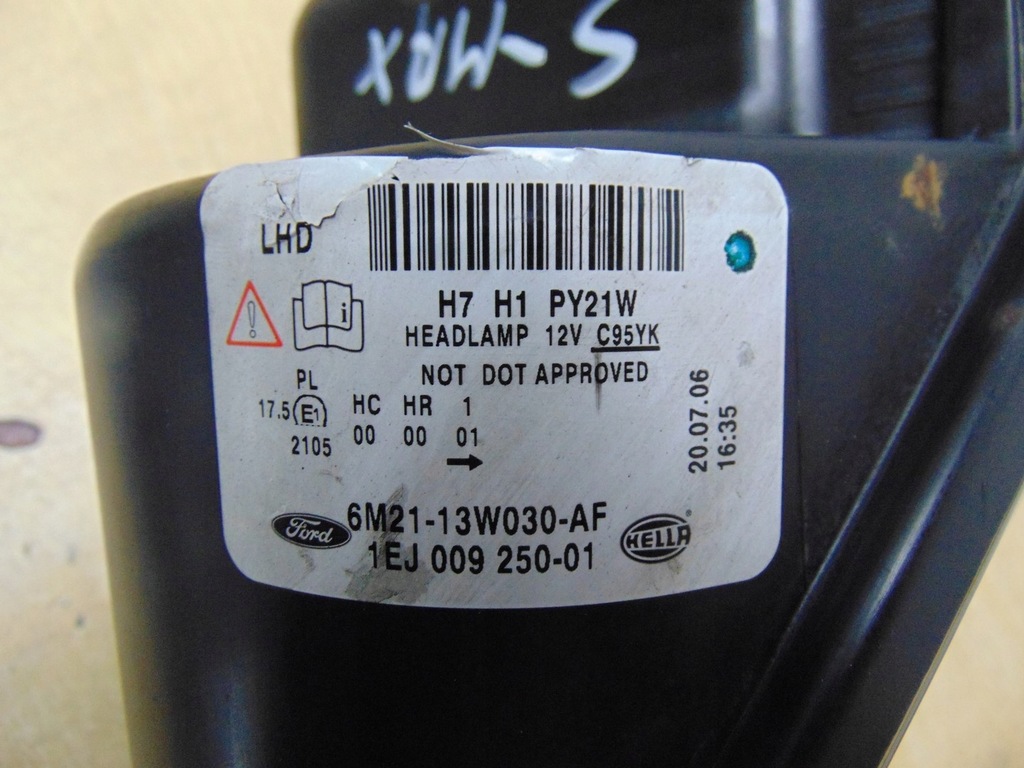 S-MAX
LHD
H7 H1 PY21W
HEADLAMP 12V C95YK
NOT DOT APPROVED
i
PL
17.5 E1
2105
HC HR 1
00 00 01
20.07.06
16:35
Ford
6M21-13W030-AF
1EJ 009 250-01
HELLA